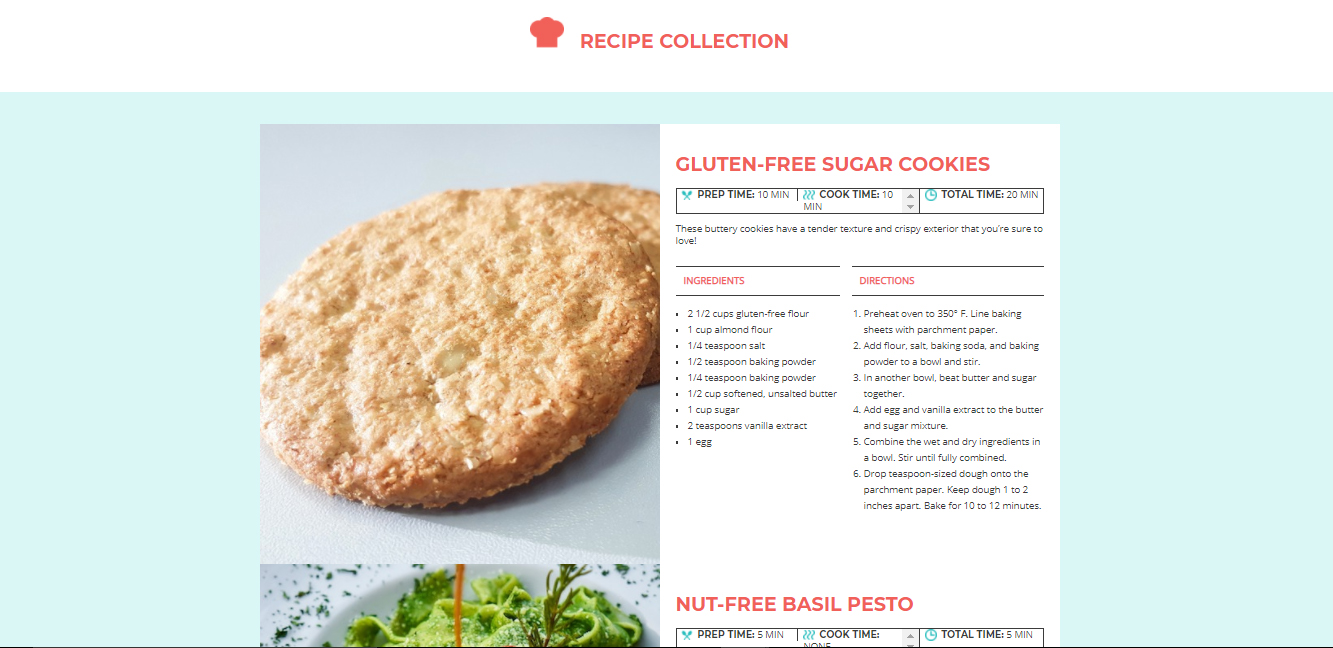 RECIPE COLLECTION
GLUTEN-FREE SUGAR COOKIES
PREP TIME: 10 MIN
COOK TIME: 10
MIN
TOTAL TIME: 20 MIN
These buttery cookies have a tender texture and crispy exterior that you're sure to
love!
INGREDIENTS
2 1/2 cups gluten-free flour
1 cup almond flour
1/4 teaspoon salt
1/2 teaspoon baking powder
1/4 teaspoon baking powder
1/2 cup softened, unsalted butter
1 cup sugar
2 teaspoons vanilla extract
1 egg
DIRECTIONS
1. Preheat oven to 350° F. Line baking
sheets with parchment paper.
2. Add flour, salt, baking soda, and baking
powder to a bowl and stir.
3. In another bowl, beat butter and sugar
together.
4. Add egg and vanilla extract to the butter
and sugar mixture.
5. Combine the wet and dry ingredients in
a bowl. Stir until fully combined.
6. Drop teaspoon-sized dough onto the
parchment paper. Keep dough 1 to 2
inches apart. Bake for 10 to 12 minutes.
NUT-FREE BASIL PESTO
PREP TIME: 5 MIN
COOK TIME:
NONE
TOTAL TIME: 5 MIN